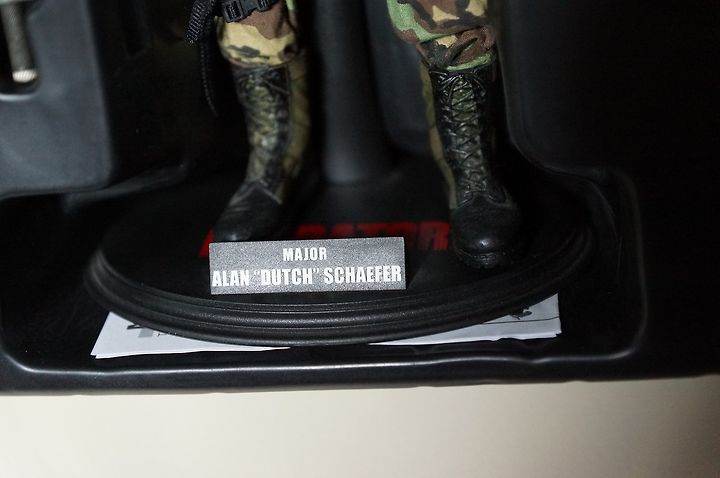 MAJOR
ALAN "DUTCH" SCHAEFER